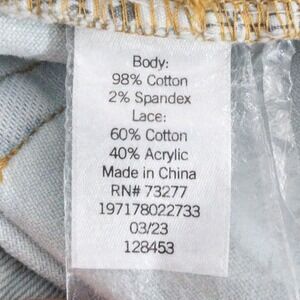 Body:
98% Cotton
2% Spandex
Lace:
60% Cotton
40% Acrylic
Made in China
RN# 73277
197178022733
03/23
128453